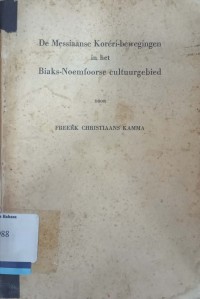 De Messiaanse Koréri-bewegingen
in het
Biaks-Noemfoorse cultuurgebied
DOOR
FREERK CHRISTIAANS KAMMA